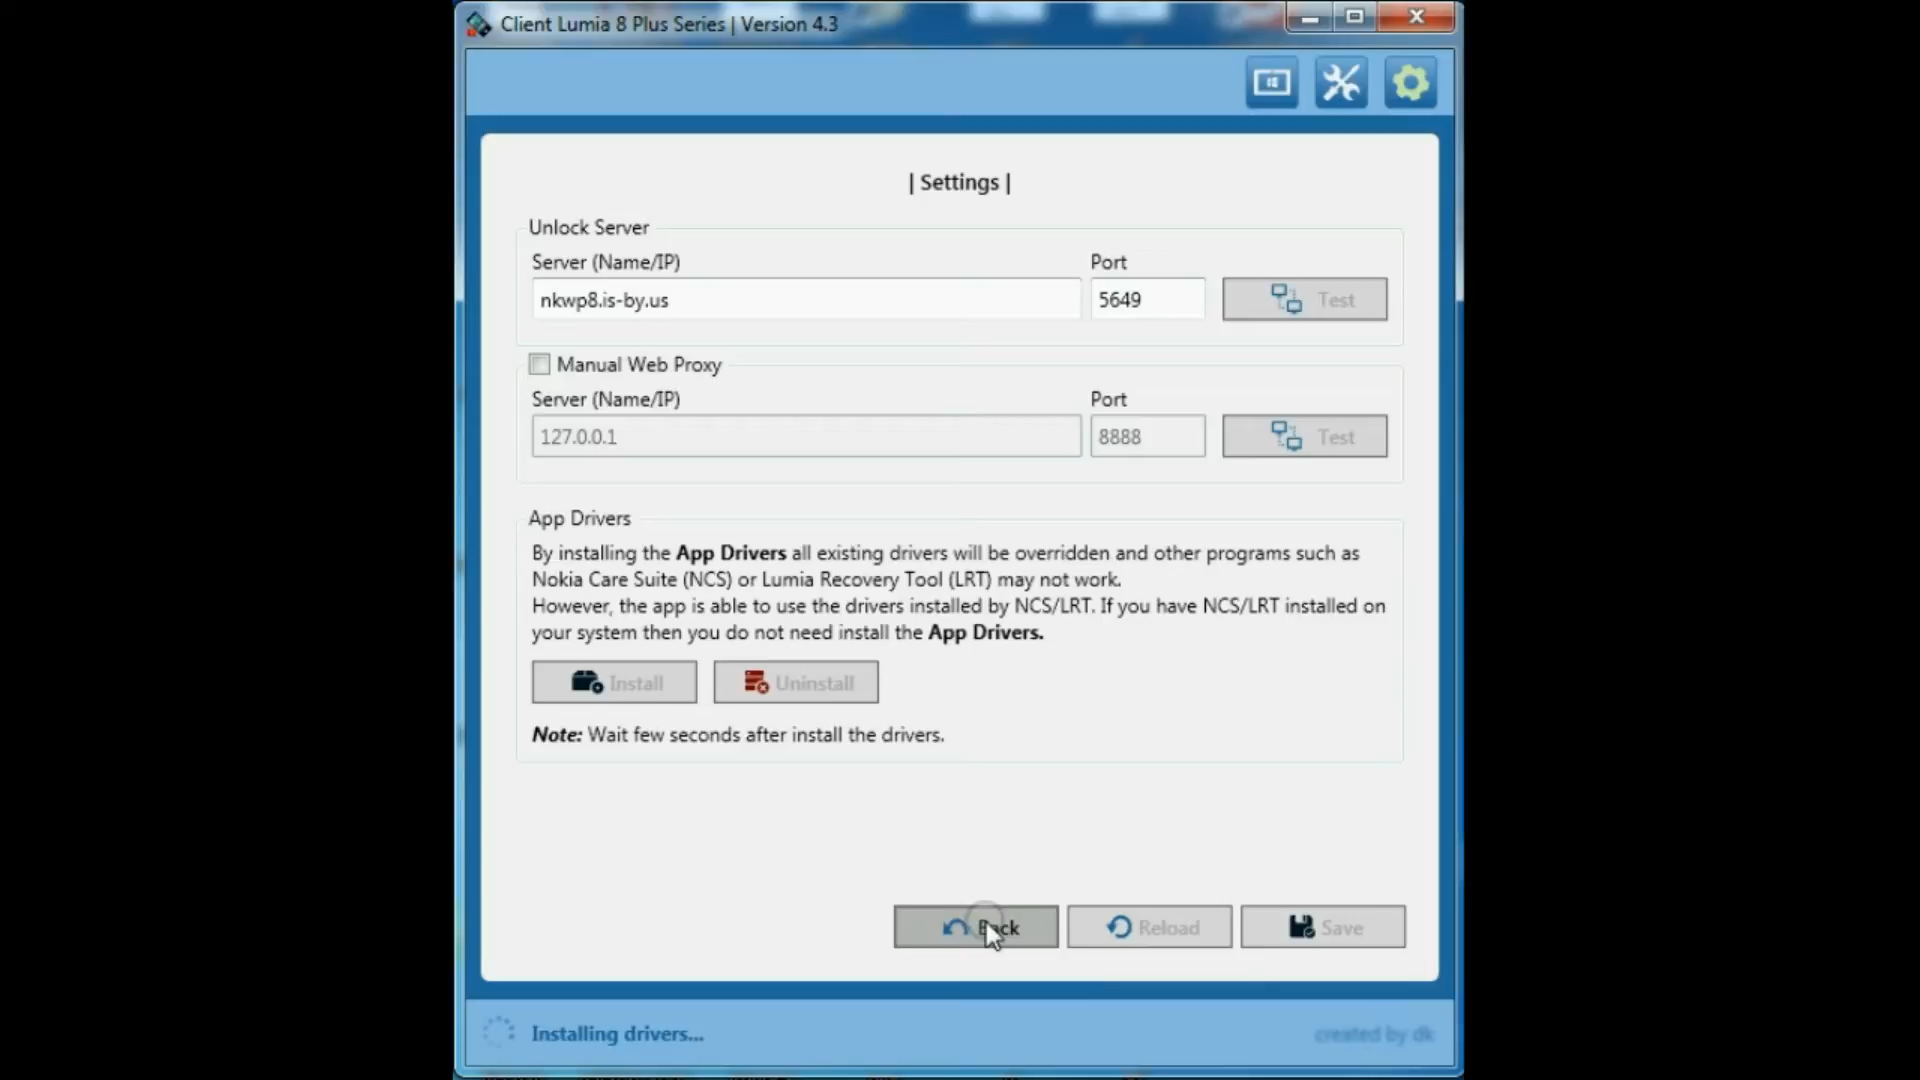 Client Lumia 8 Plus Series | Version 4.3
| Settings |
Unlock Server
Server (Name/IP) Port
nkwp8.is-by.us 5649 Test
Manual Web Proxy
Server (Name/IP) Port
127.0.0.1 8888 Test
App Drivers
By installing the App Drivers all existing drivers will be overridden and other programs such as
Nokia Care Suite (NCS) or Lumia Recovery Tool (LRT) may not work.
However, the app is able to use the drivers installed by NCS/LRT. If you have NCS/LRT installed on
your system then you do not need install the App Drivers.
Install Uninstall
Note: Wait few seconds after install the drivers.
Back Reload Save
Installing drivers... created by dk